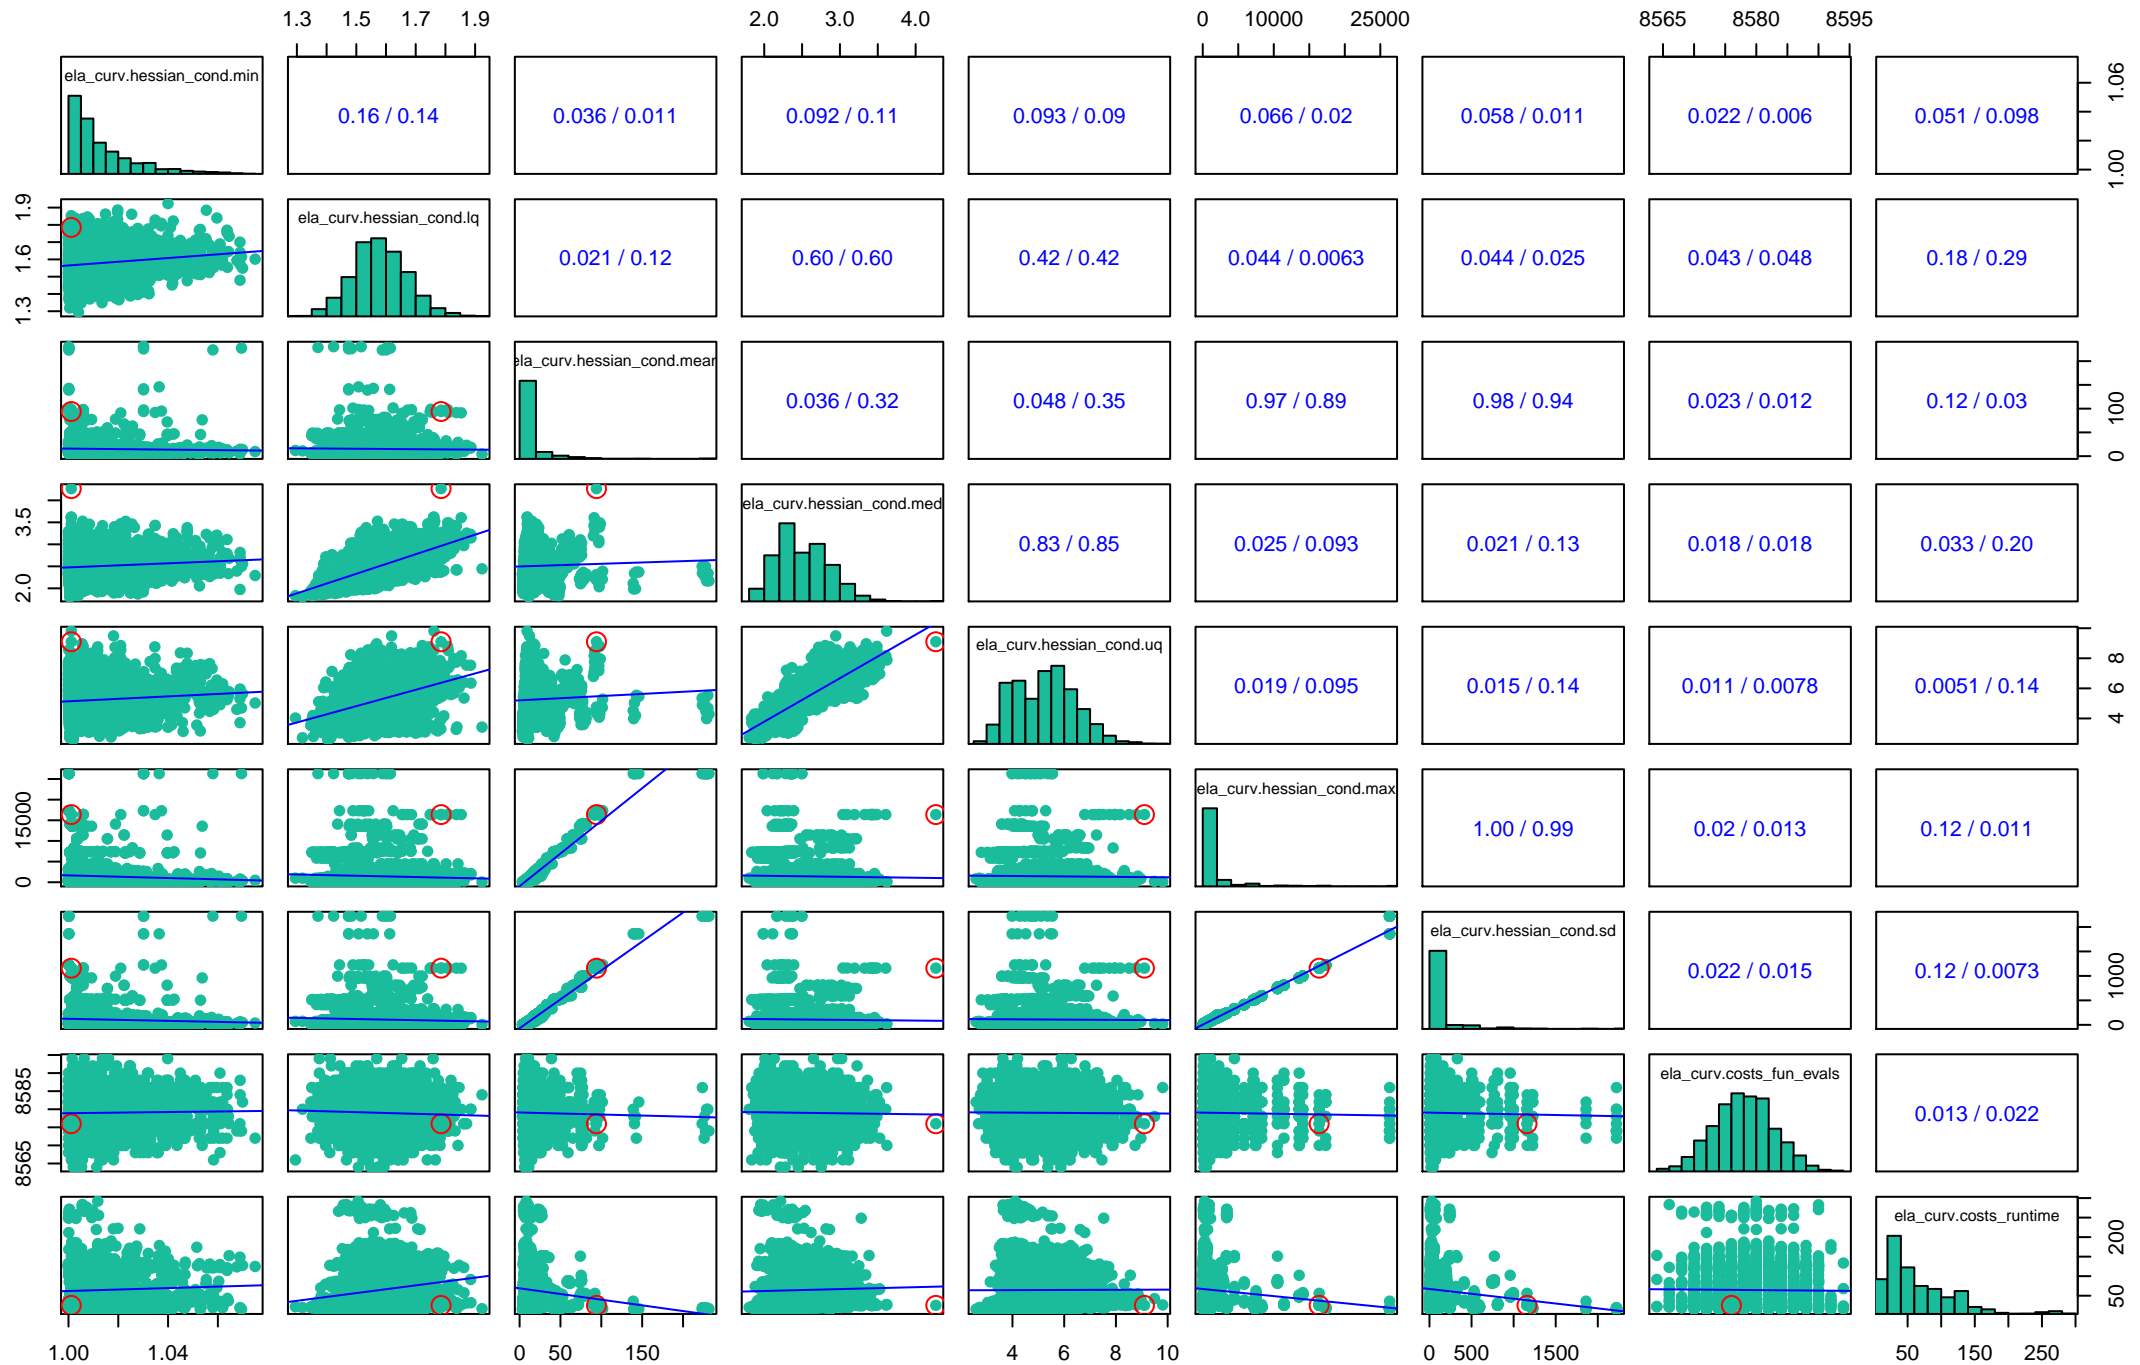 1.3 1.5 1.7 1.9 2.0 3.0 4.0 0 10000 25000 8565 8580 8595
ela_curv.hessian_cond.min
0.16 / 0.14 0.036 / 0.011 0.092 / 0.11 0.093 / 0.09 0.066 / 0.02 0.058 / 0.011 0.022 / 0.006 0.051 / 0.098
1.00 1.06
1.3 1.6 1.9
ela_curv.hessian_cond.lq
0.021 / 0.12 0.60 / 0.60 0.42 / 0.42 0.044 / 0.0063 0.044 / 0.025 0.043 / 0.048 0.18 / 0.29
ela_curv.hessian_cond.mean
0.036 / 0.32 0.048 / 0.35 0.97 / 0.89 0.98 / 0.94 0.023 / 0.012 0.12 / 0.03
0 100
2.0 3.5
ela_curv.hessian_cond.med
0.83 / 0.85 0.025 / 0.093 0.021 / 0.13 0.018 / 0.018 0.033 / 0.20
ela_curv.hessian_cond.uq
0.019 / 0.095 0.015 / 0.14 0.011 / 0.0078 0.0051 / 0.14
4 6 8
0 15000
ela_curv.hessian_cond.max
1.00 / 0.99 0.02 / 0.013 0.12 / 0.011
ela_curv.hessian_cond.sd
0.022 / 0.015 0.12 / 0.0073
0 1000
8565 8585
ela_curv.costs_fun_evals
0.013 / 0.022
ela_curv.costs_runtime
50 200
1.00 1.04 0 50 150 4 6 8 10 0 500 1500 50 150 250